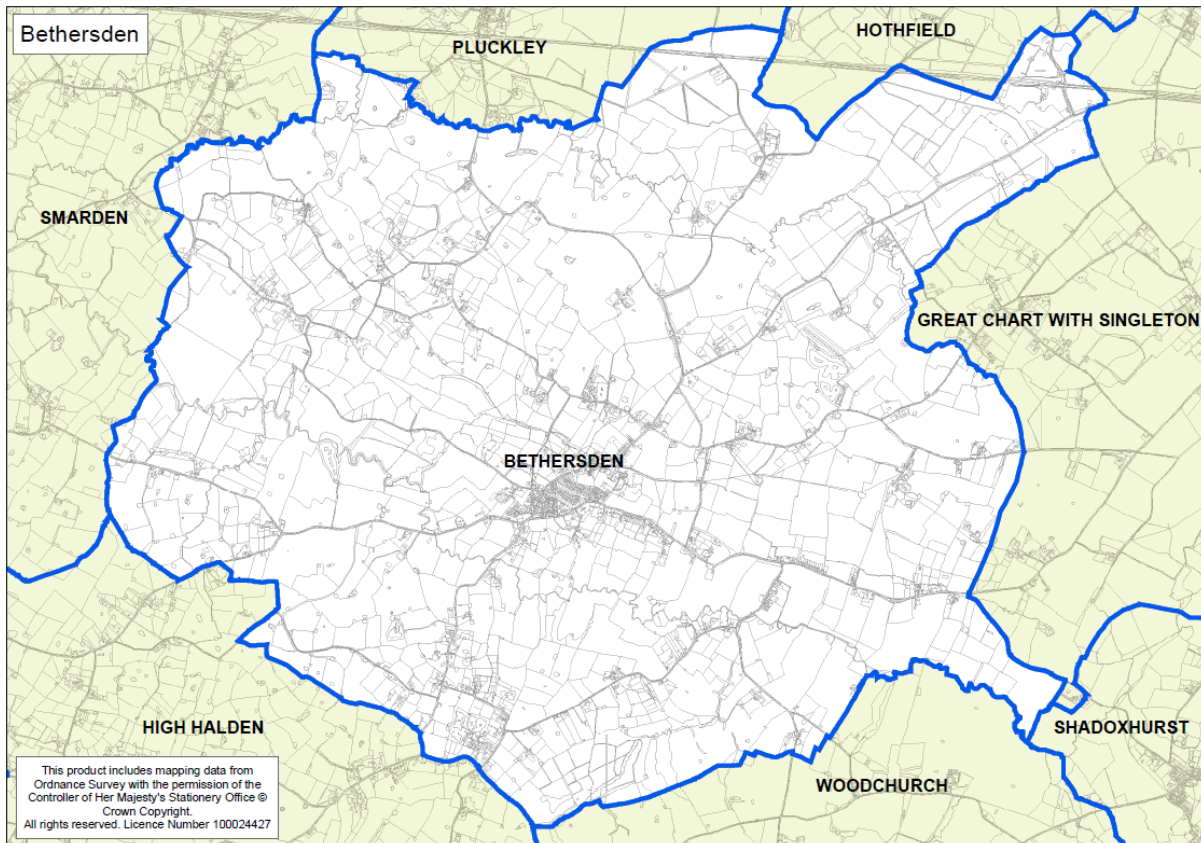 Bethersden
PLUCKLEY
HOTHFIELD
SMARDEN
GREAT CHART WITH SINGLETON
BETHERSDEN
HIGH HALDEN
SHADOXHURST
WOODCHURCH
This product includes mapping data from
Ordnance Survey with the permission of the
Controller of Her Majesty's Stationery Office ©
Crown Copyright.
All rights reserved. Licence Number 100024427